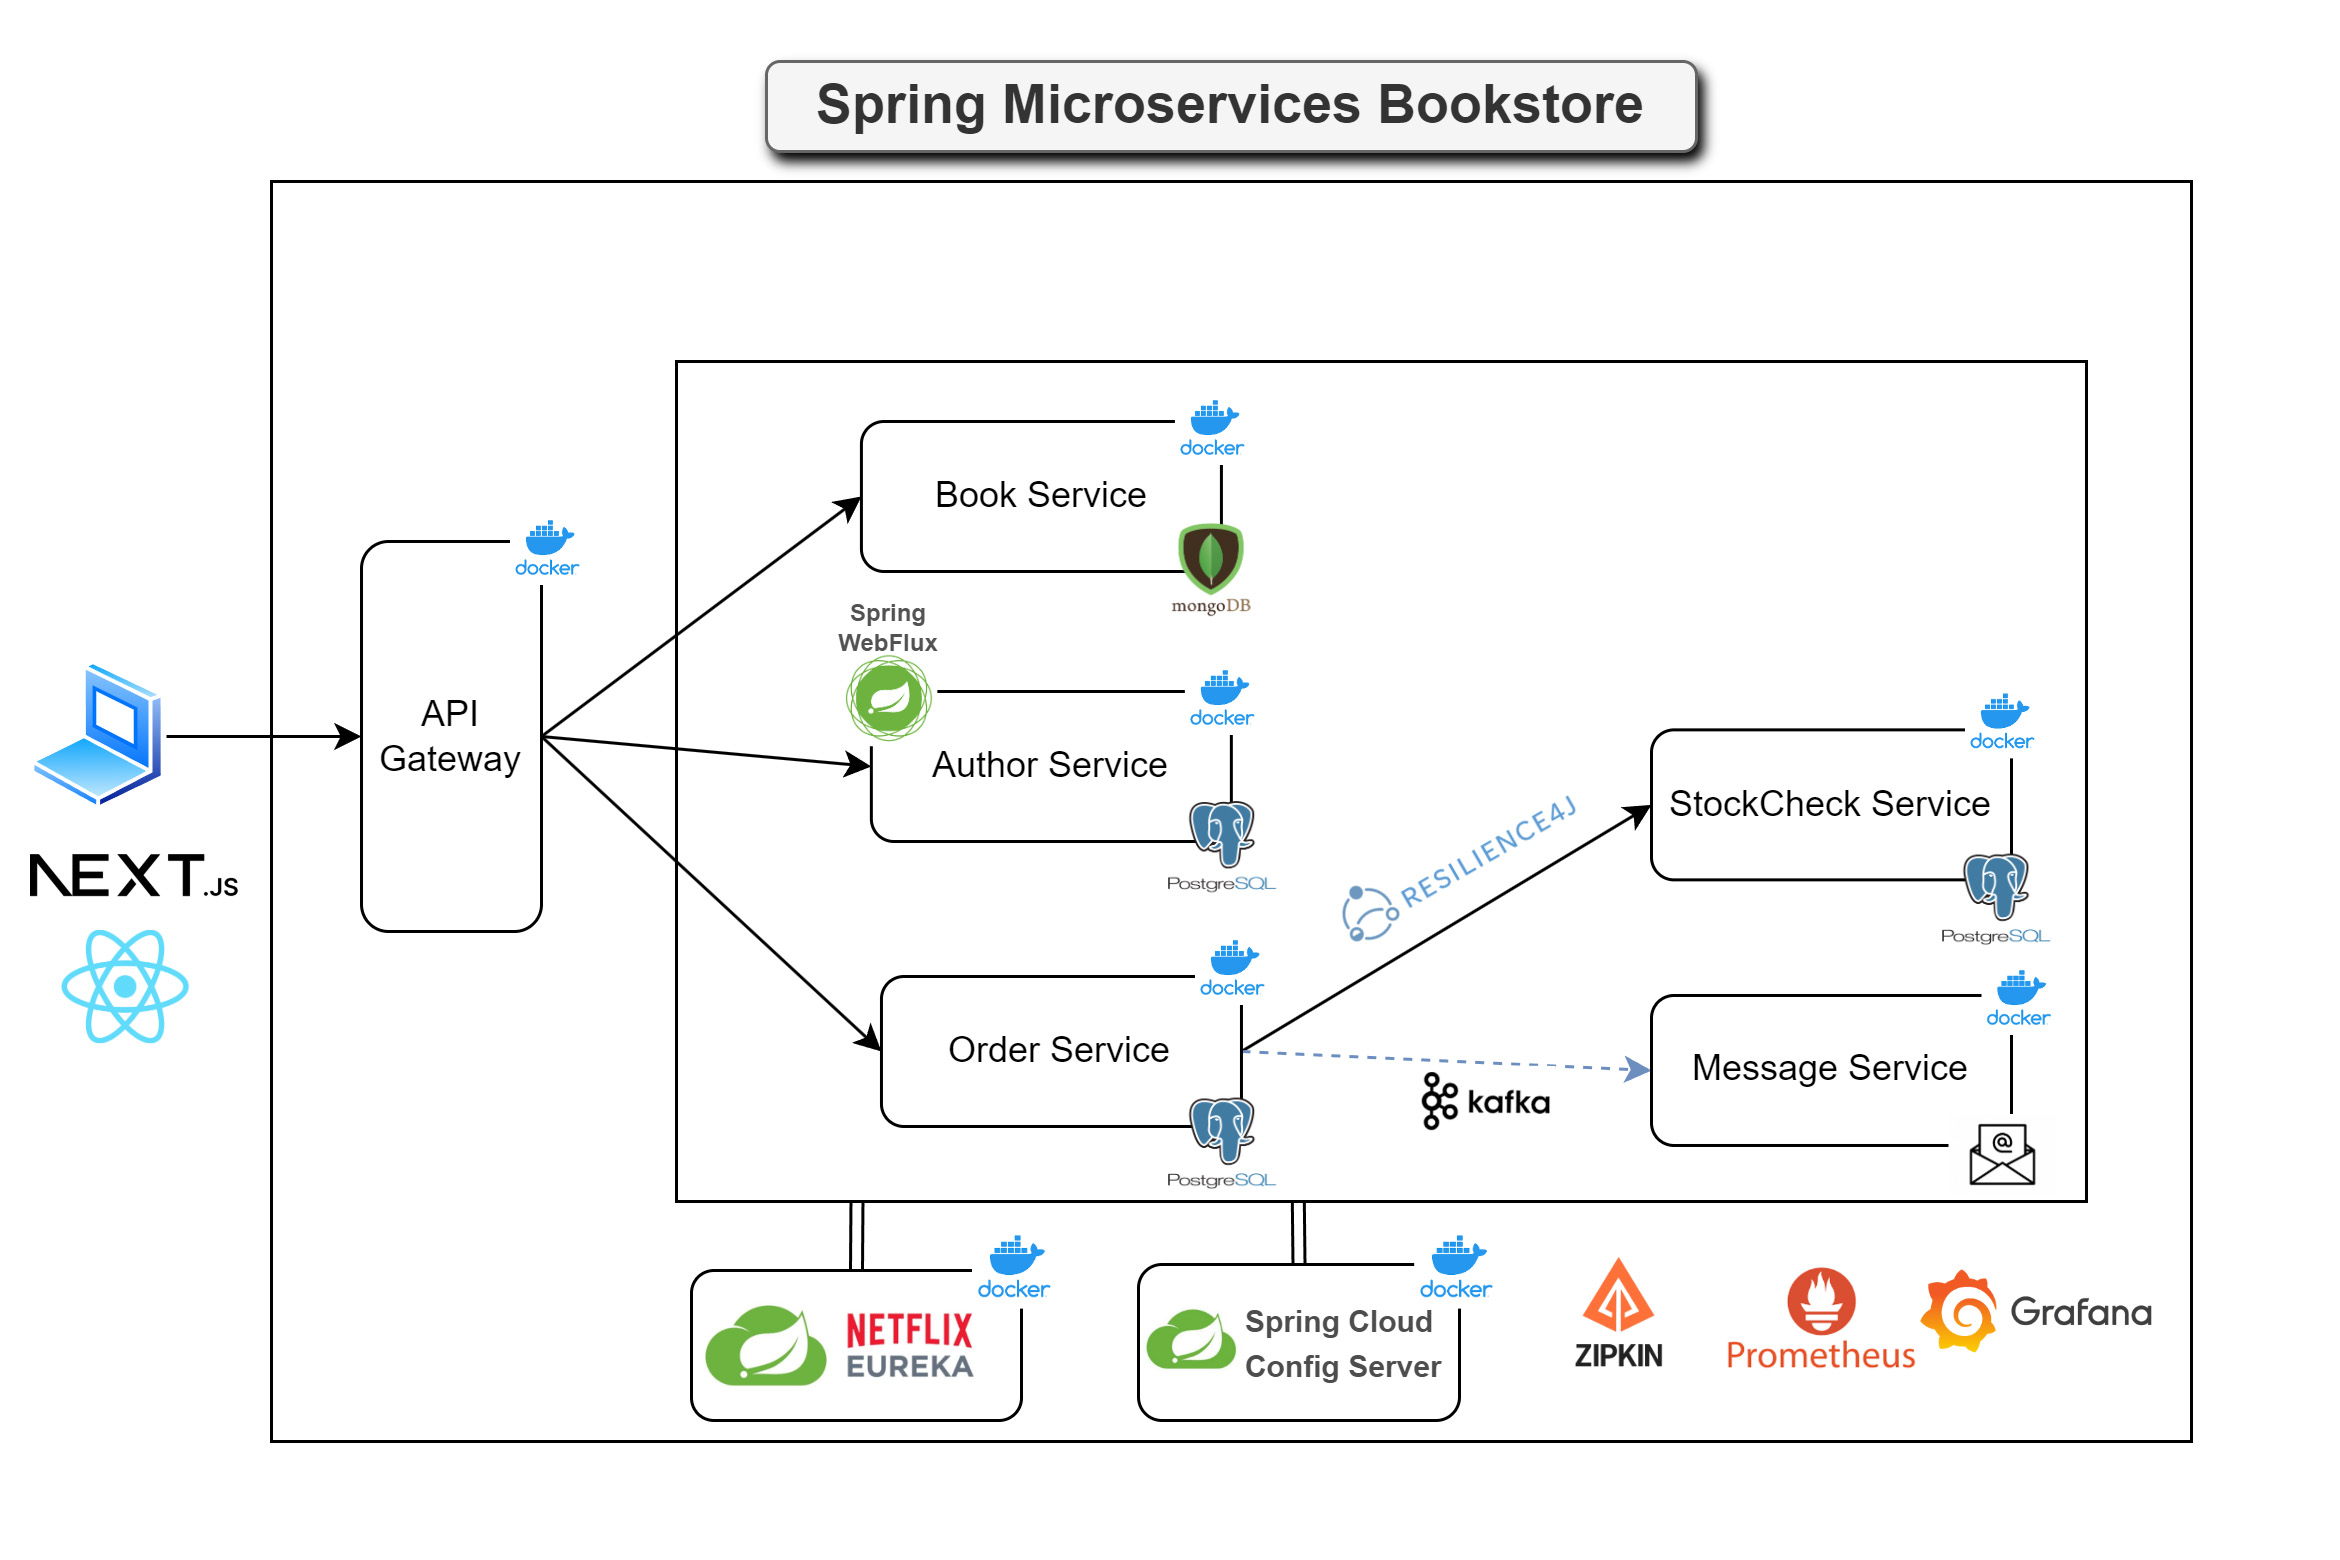 Spring Microservices Bookstore
docker
Book Service
mongoDB
docker
API
Gateway
Spring
WebFlux
docker
Author Service
PostgreSQL
docker
StockCheck Service
PostgreSQL
RESILIENCE4J
NEXT.JS
docker
Order Service
PostgreSQL
kafka
docker
Message Service
@
docker
NETFLIX
EUREKA
docker
Spring Cloud
Config Server
ZIPKIN
Prometheus
Grafana